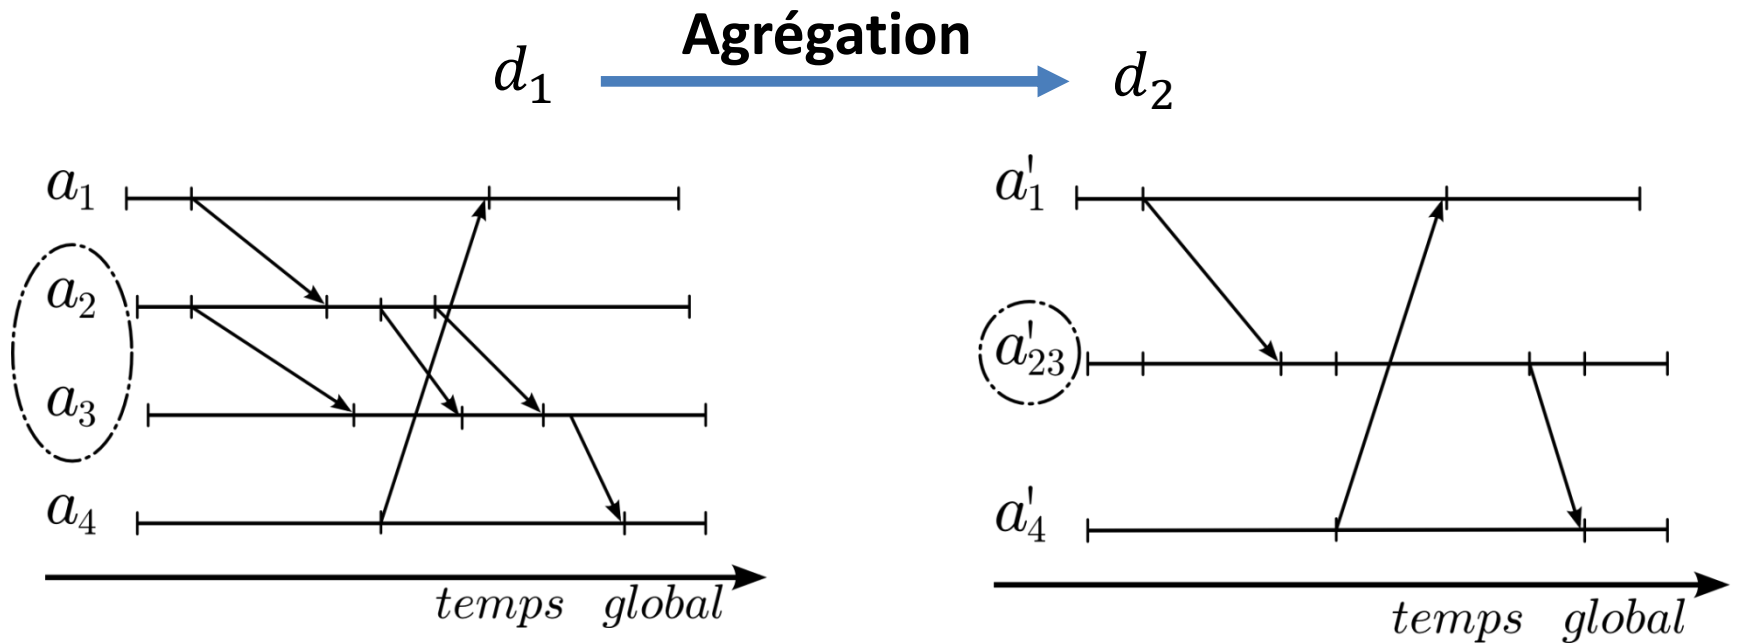 Agrégation
d₁ d₂
a₁
a₂
a₃
a₄
temps global
a'₁
a'₂₃
a'₄
temps global